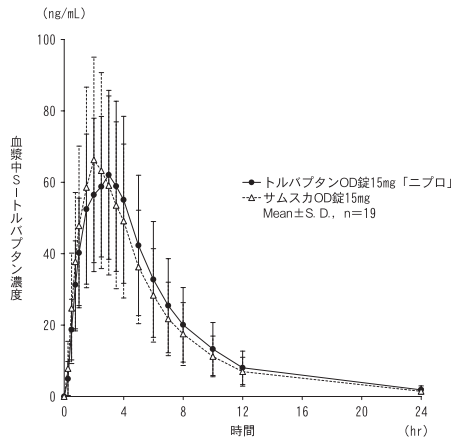 (ng/mL)
100
80
60
40
20
0
血漿中S-トルバプタン濃度
トルバプタンOD錠15mg「ニプロ」
サムスカOD錠15mg
Mean±S.D., n=19
0
4
8
12
24
(hr)
時間